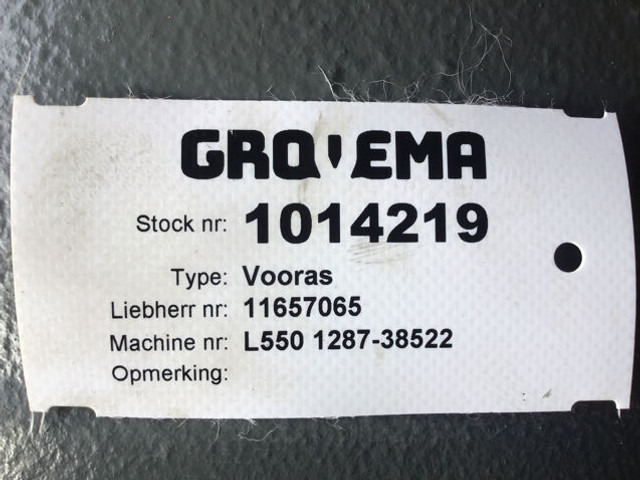 GROVEMA
Stock nr: 1014219
Type: Vooras
Liebherr nr: 11657065
Machine nr: L550 1287-38522
Opmerking: